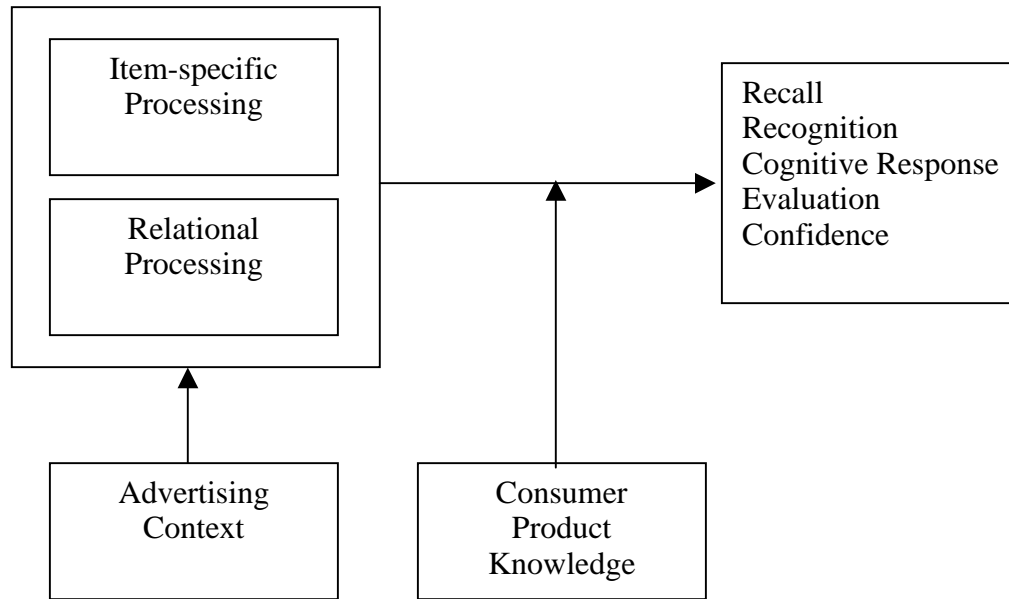 Item-specific
Processing
Relational
Processing
Recall
Recognition
Cognitive Response
Evaluation
Confidence
Advertising
Context
Consumer
Product
Knowledge